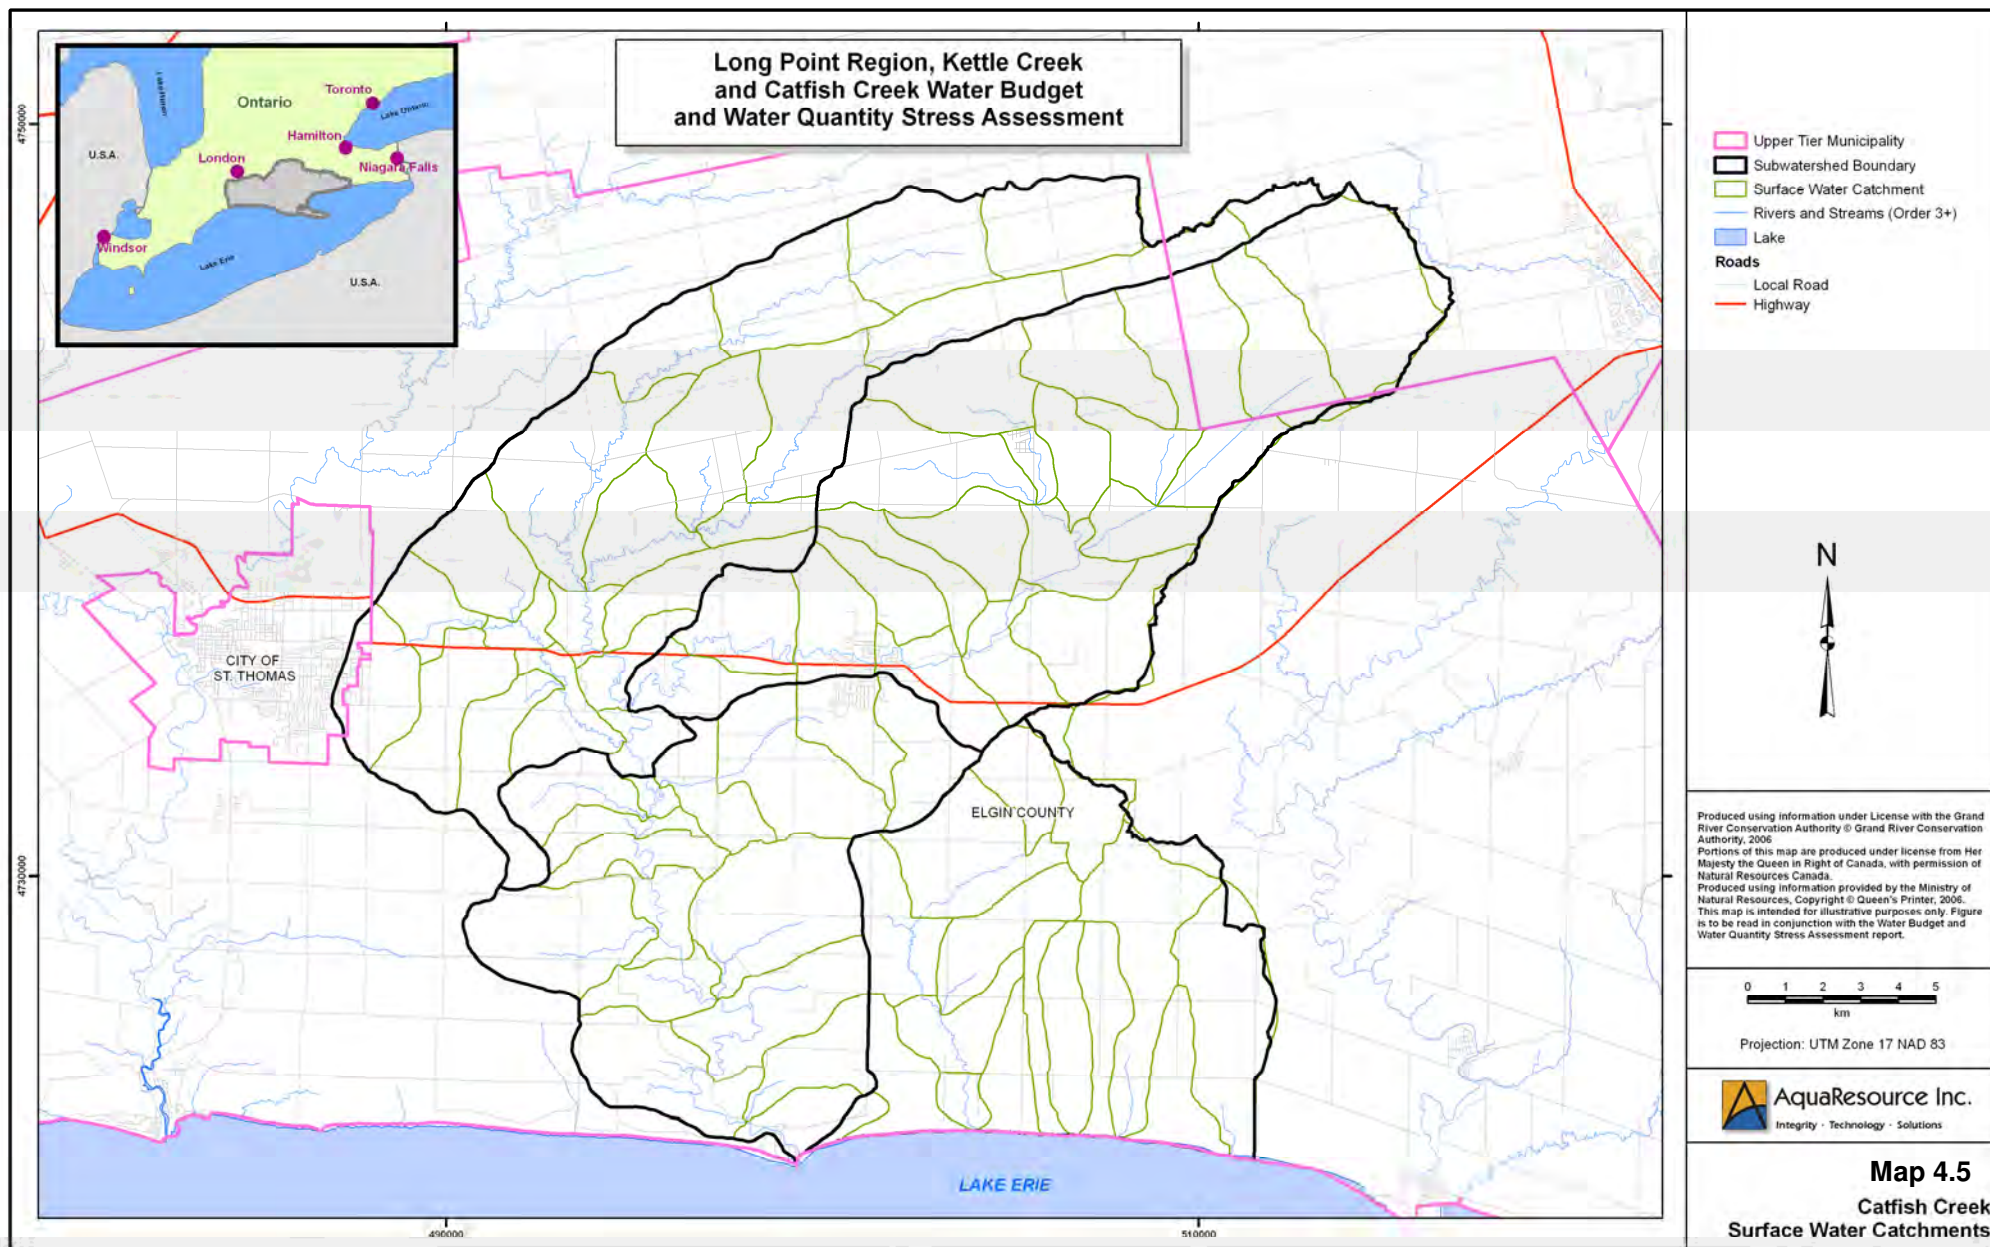 Long Point Region, Kettle Creek
and Catfish Creek Water Budget
and Water Quantity Stress Assessment
Ontario
Toronto
Lake Ontario
Hamilton
U.S.A.
London
Niagara Falls
Windsor
Lake Erie
U.S.A.
4750000
4730000
490000
510000
CITY OF
ST. THOMAS
ELGIN COUNTY
LAKE ERIE
Upper Tier Municipality
Subwatershed Boundary
Surface Water Catchment
Rivers and Streams (Order 3+)
Lake
Roads
Local Road
Highway
N
Produced using information under License with the Grand
River Conservation Authority © Grand River Conservation
Authority, 2006
Portions of this map are produced under license from Her
Majesty the Queen in Right of Canada, with permission of
Natural Resources Canada.
Produced using information provided by the Ministry of
Natural Resources, Copyright © Queen's Printer, 2006.
This map is intended for illustrative purposes only. Figure
is to be read in conjunction with the Water Budget and
Water Quantity Stress Assessment report.
0 1 2 3 4 5
km
Projection: UTM Zone 17 NAD 83
AquaResource Inc.
Integrity · Technology · Solutions
Map 4.5
Catfish Creek
Surface Water Catchments